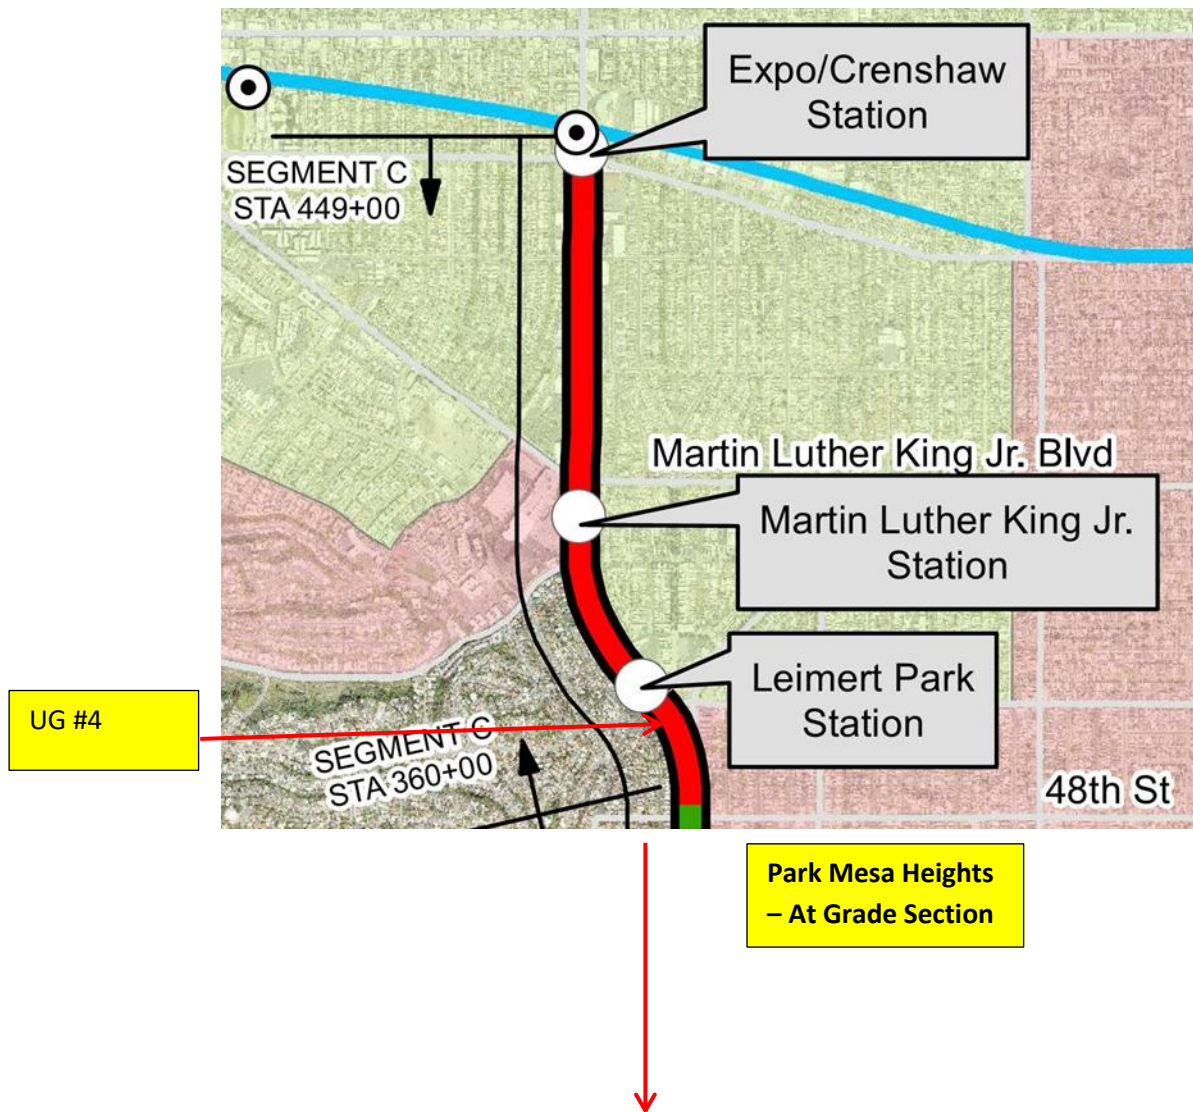 Expo/Crenshaw
Station
SEGMENT C
STA 449+00
Martin Luther King Jr. Blvd
Martin Luther King Jr.
Station
Leimert Park
Station
UG #4
SEGMENT C
STA 360+00
48th St
Park Mesa Heights
– At Grade Section